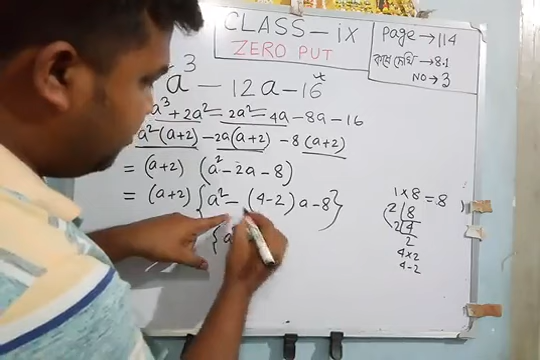 CLASS - ix
ZERO PUT
Page → 114
কষে দেখি → 8.1
NO → 3
a³ - 12a - 16
a³ + 2a² - 2a² - 4a - 8a - 16
a²(a+2) - 2a(a+2) - 8(a+2)
= (a+2) (a² - 2a - 8)
= (a+2) {a² - (4-2)a - 8}
{a
1 x 8 = 8
2 8
2 4
2
4x2
4-2